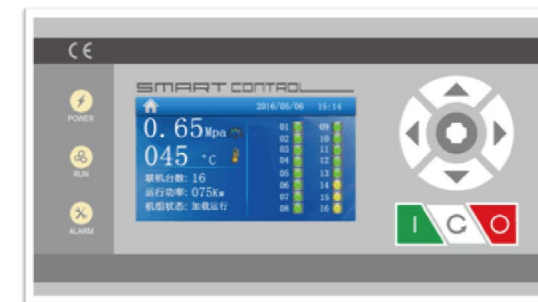 CE
SMART CONTROL
2016/05/06 15:14
POWER
0.65Mpa
045 °C
联机台数: 16
运行功率: 075Kw
机组状态: 加载运行
01 09
02 10
03 11
04 12
05 13
06 14
07 15
08 16
RUN
ALARM
I C O